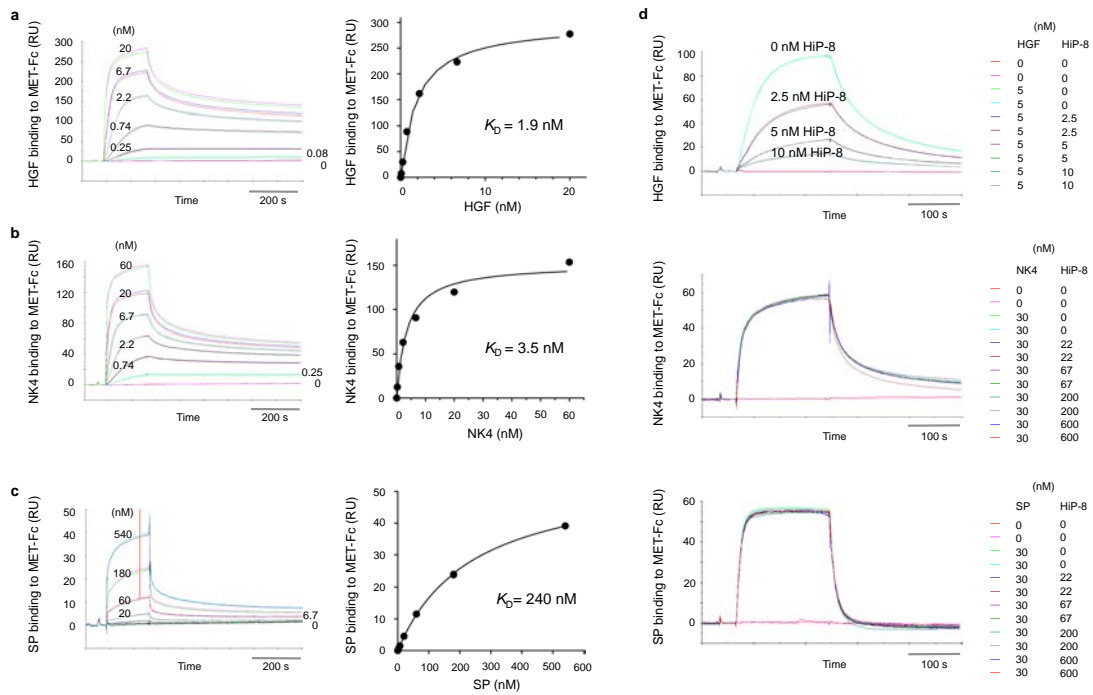 a
HGF binding to MET-Fc (RU)
(nM)
300
250
200
150
100
50
0
20
6.7
2.2
0.74
0.25
0.08
0
Time
200 s
HGF binding to MET-Fc (RU)
300
250
300
150
100
50
0
0
10
20
HGF (nM)
KD = 1.9 nM
b
NK4 binding to MET-Fc (RU)
(nM)
160
120
80
40
0
60
20
6.7
2.2
0.74
0.25
0
Time
200 s
NK4 binding to MET-Fc (RU)
150
100
50
0
0 10 20 30 40 50 60
NK4 (nM)
KD = 3.5 nM
c
SP binding to MET-Fc (RU)
(nM)
50
40
30
20
10
0
540
180
60
20
6.7
0
Time
200 s
SP binding to MET-Fc (RU)
50
40
30
20
10
0
0 100 200 300 400 500 600
SP (nM)
KD= 240 nM
d
HGF binding to MET-Fc (RU)
100
80
60
40
20
0
0 nM HiP-8
2.5 nM HiP-8
5 nM HiP-8
10 nM HiP-8
Time
100 s
(nM)
HGF HiP-8
0 0
0 0
5 0
5 0
5 2.5
5 2.5
5 5
5 5
5 10
5 10
NK4 binding to MET-Fc (RU)
60
40
20
0
Time
100 s
(nM)
NK4 HiP-8
0 0
0 0
30 0
30 0
30 22
30 22
30 67
30 67
30 200
30 200
30 600
30 600
SP binding to MET-Fc (RU)
60
40
20
0
Time
100 s
(nM)
SP HiP-8
0 0
0 0
30 0
30 0
30 22
30 22
30 67
30 67
30 200
30 200
30 600
30 600